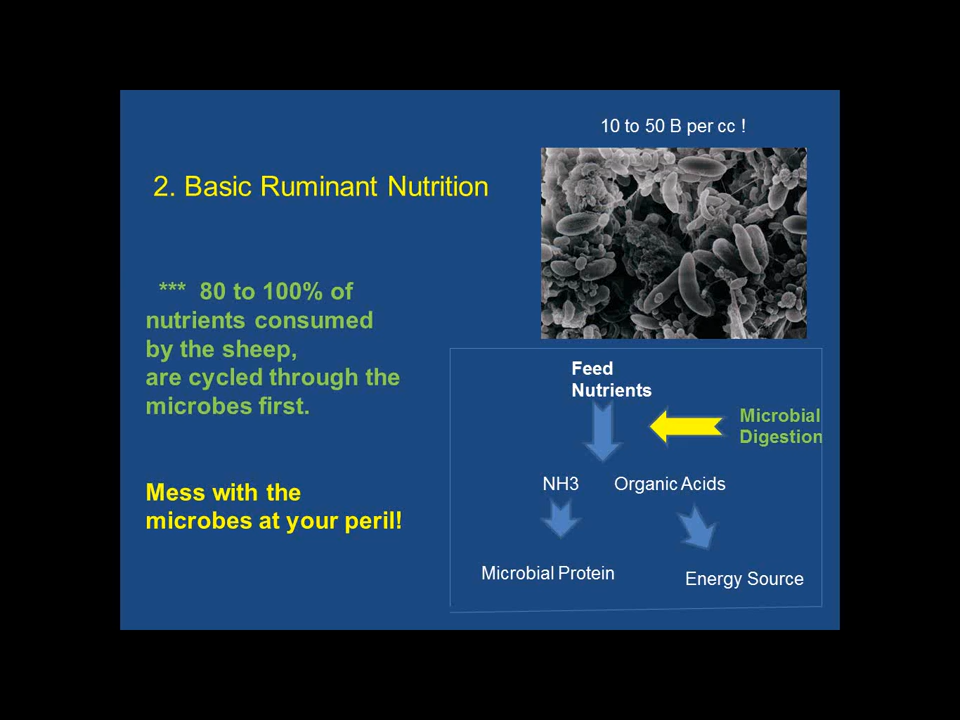 10 to 50 B per cc !
2. Basic Ruminant Nutrition
*** 80 to 100% of
nutrients consumed
by the sheep,
are cycled through the
microbes first.
Mess with the
microbes at your peril!
Feed
Nutrients
Microbial
Digestion
NH3 Organic Acids
Microbial Protein
Energy Source